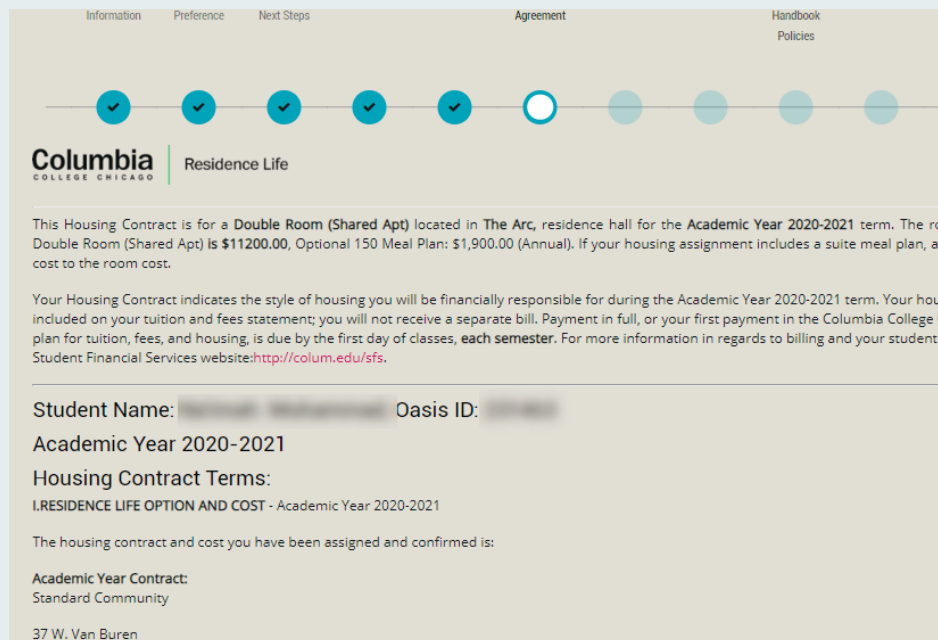 Information Preference Next Steps Agreement Handbook
Policies
Columbia
COLLEGE CHICAGO
Residence Life
This Housing Contract is for a Double Room (Shared Apt) located in The Arc, residence hall for the Academic Year 2020-2021 term. The
Double Room (Shared Apt) is $11200.00, Optional 150 Meal Plan: $1,900.00 (Annual). If your housing assignment includes a suite meal plan,
cost to the room cost.
Your Housing Contract indicates the style of housing you will be financially responsible for during the Academic Year 2020-2021 term. Your
included on your tuition and fees statement; you will not receive a separate bill. Payment in full, or your first payment in the Columbia College
plan for tuition, fees, and housing, is due by the first day of classes, each semester. For more information in regards to billing and your student
Student Financial Services website:http://colum.edu/sfs.
Student Name: Oasis ID:
Academic Year 2020-2021
Housing Contract Terms:
I.RESIDENCE LIFE OPTION AND COST - Academic Year 2020-2021
The housing contract and cost you have been assigned and confirmed is:
Academic Year Contract:
Standard Community
37 W. Van Buren